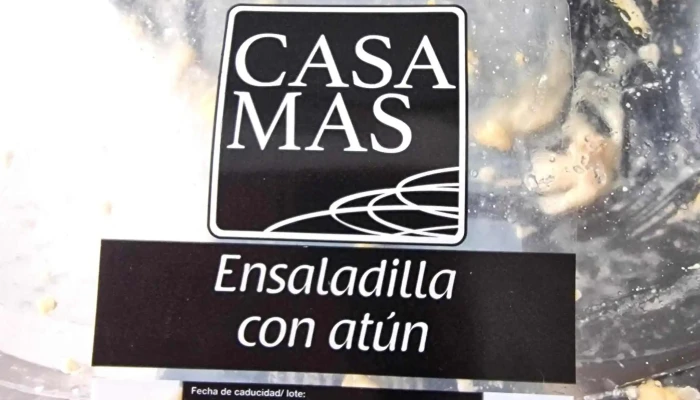 CASA
MAS
Ensaladilla
con atún
Fecha de caducidad/ lote: